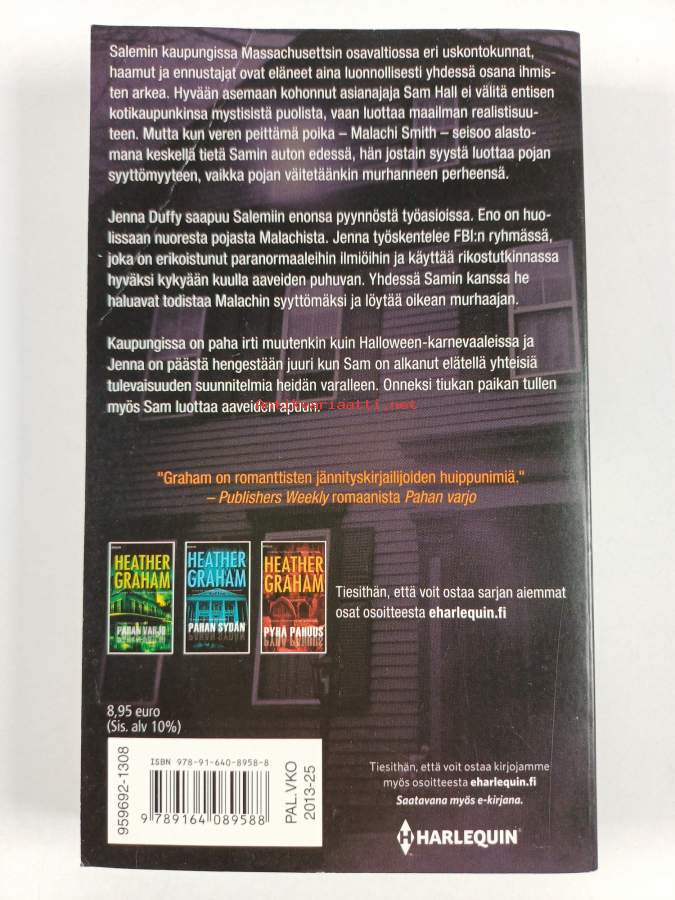 Salemin kaupungissa Massachusettsin osavaltiossa eri uskontokunnat,
haamut ja ennustajat ovat eläneet aina luonnollisesti yhdessä osana ihmis-
ten arkea. Hyvään asemaan kohonnut asianajaja Sam Hall ei välitä entisen
kotikaupunkinsa mystisistä puolista, vaan luottaa maailman realistisuu-
teen. Mutta kun veren peittämä poika – Malachi Smith – seisoo alasto-
mana keskellä tietä Samin auton edessä, hän jostain syystä luottaa pojan
syyttömyyteen, vaikka pojan väitetäänkin murhanneen perheensä.
Jenna Duffy saapuu Salemiin enonsa pyynnöstä työasioissa. Eno on huo-
lissaan nuoresta pojasta Malachista. Jenna työskentelee FBI:n ryhmässä,
joka on erikoistunut paranormaaleihin ilmiöihin ja käyttää rikostutkinnassa
hyväksi kykyään kuulla aaveiden puhuvan. Yhdessä Samin kanssa he
haluavat todistaa Malachin syyttömäksi ja löytää oikean murhaajan.
Kaupungissa on paha irti muutenkin kuin Halloween-karnevaaleissa ja
Jenna on päästä hengestään juuri kun Sam on alkanut elätellä yhteisiä
tulevaisuuden suunnitelmia heidän varalleen. Onneksi tiukan paikan tullen
myös Sam luottaa aaveiden apuun.
Antikvariaatti.net
"Graham on romanttisten jännityskirjailijoiden huippunimiä."
– Publishers Weekly romaanista Pahan varjo
HEATHER
GRAHAM
PAHAN VARJO
HEATHER
GRAHAM
PAHAN SYDÄN
HEATHER
GRAHAM
PYHÄ PAHUUS
Tiesithän, että voit ostaa sarjan aiemmat
osat osoitteesta eharlequin.fi
8,95 euro
(Sis. alv 10%)
959692-1308
ISBN 978-91-640-8958-8
9 789164 089588
PAL.VKO
2013-25
Tiesithän, että voit ostaa kirjojamme
myös osoitteesta eharlequin.fi
Saatavana myös e-kirjana.
H HARLEQUIN